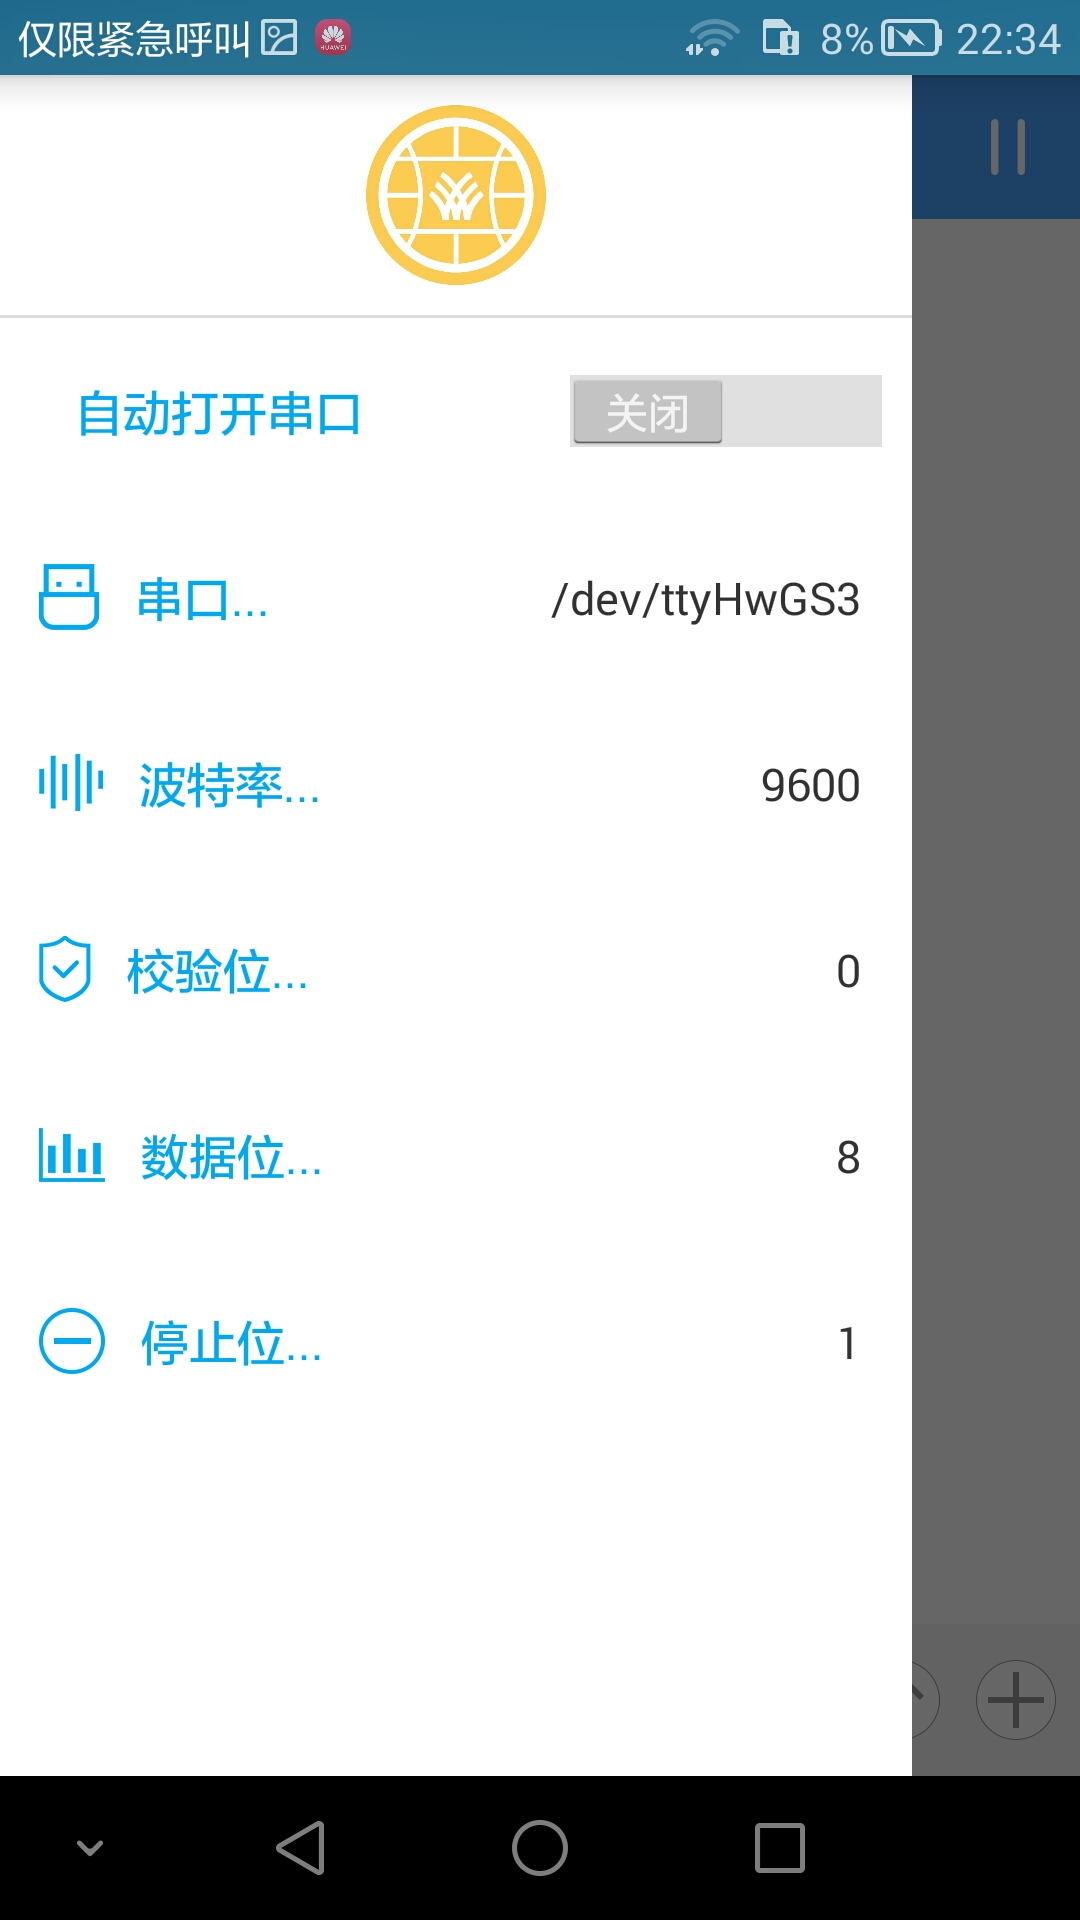 仅限紧急呼叫 HUAWEI 8% 22:34
自动打开串口 关闭
串口... /dev/ttyHwGS3
波特率... 9600
校验位... 0
数据位... 8
停止位... 1